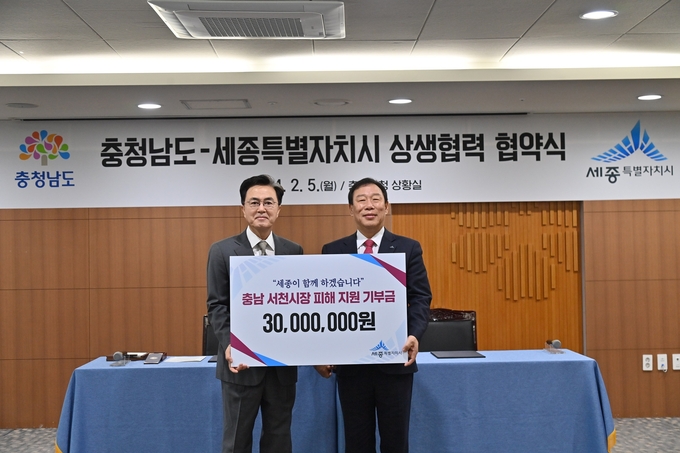 충청남도
충청남도-세종특별자치시 상생협력 협약식
2. 5.(월) / 상황실
세종특별자치시
"세종이 함께 하겠습니다"
충남 서천시장 피해 지원 기부금
30,000,000원
세종특별자치시